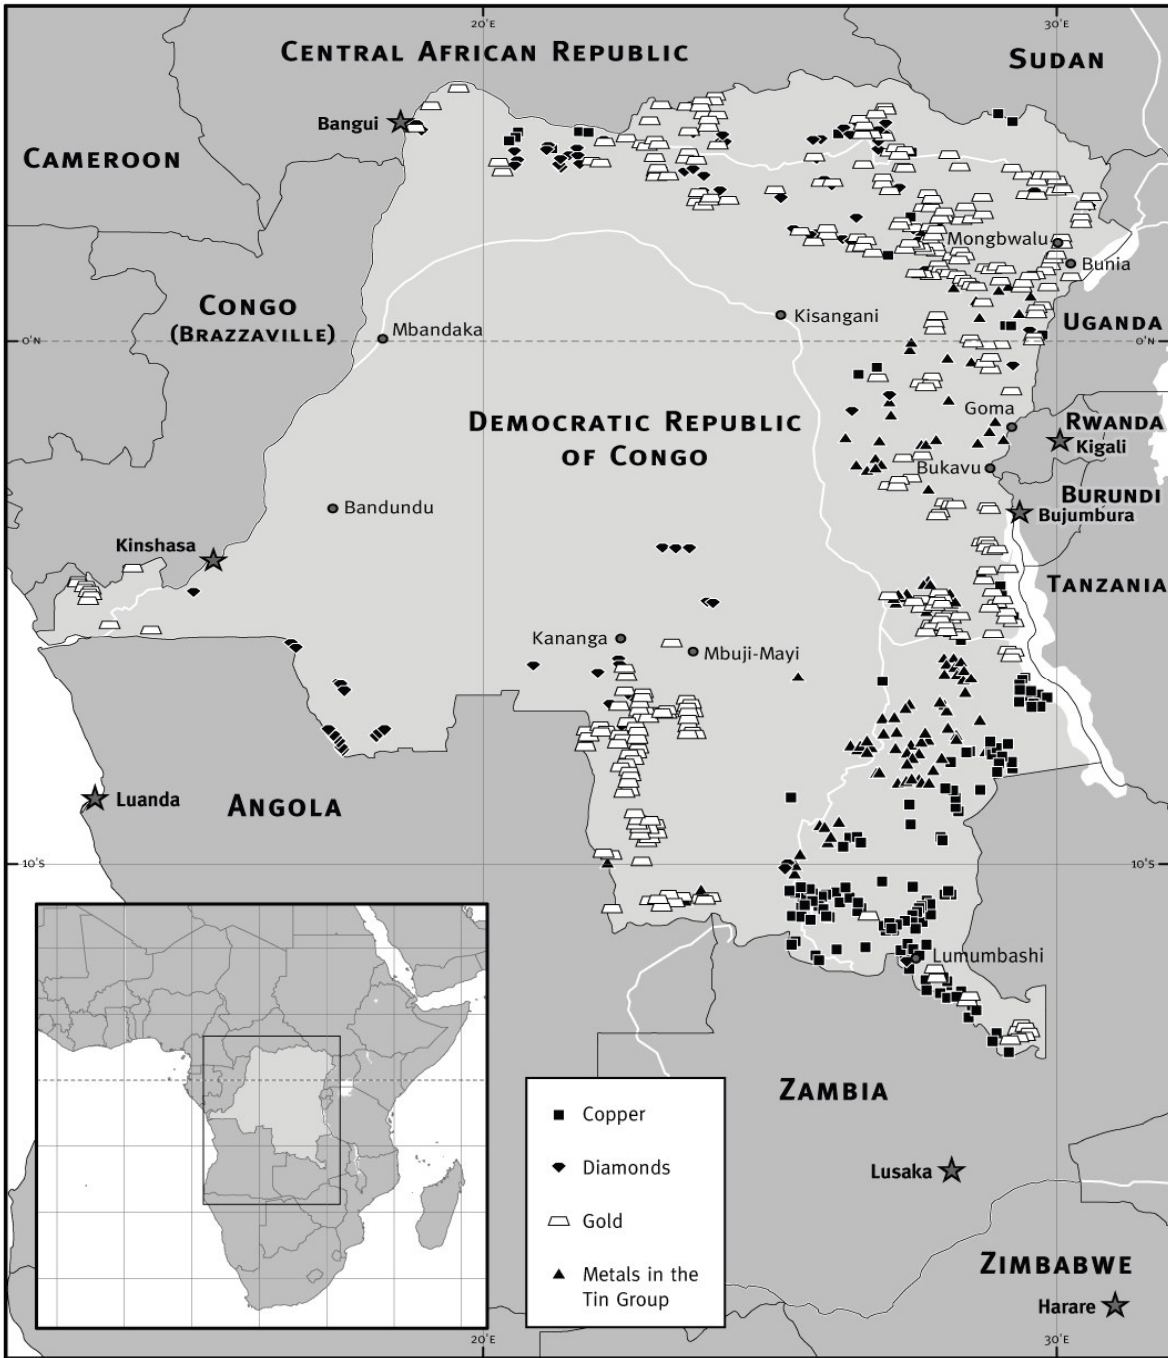 20°E
30°E
CENTRAL AFRICAN REPUBLIC
SUDAN
Bangui
CAMEROON
Mongbwalu
Bunia
CONGO
(BRAZZAVILLE)
Mbandaka
Kisangani
UGANDA
0°N
0°N
DEMOCRATIC REPUBLIC
OF CONGO
Goma
RWANDA
Kigali
Bukavu
BURUNDI
Bujumbura
Bandundu
Kinshasa
TANZANIA
Kananga
Mbuji-Mayi
Luanda
ANGOLA
10°S
10°S
Lumumbashi
ZAMBIA
Copper
Diamonds
Gold
Metals in the
Tin Group
Lusaka
ZIMBABWE
Harare
20°E
30°E